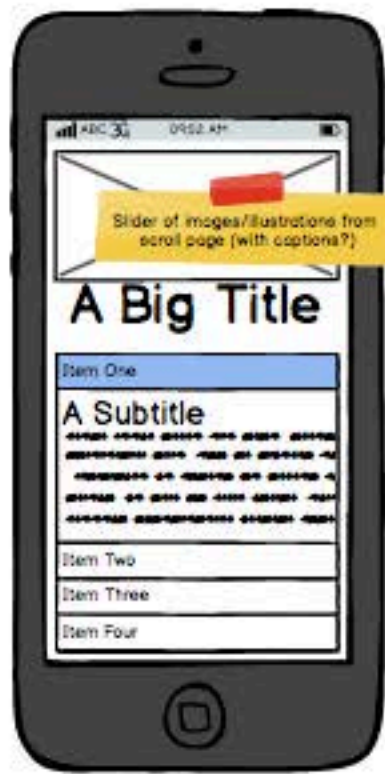 ABC 3G 09:52 AM
Slider of images/illustrations from
scroll page (with captions?)
A Big Title
Item One
A Subtitle
Item Two
Item Three
Item Four